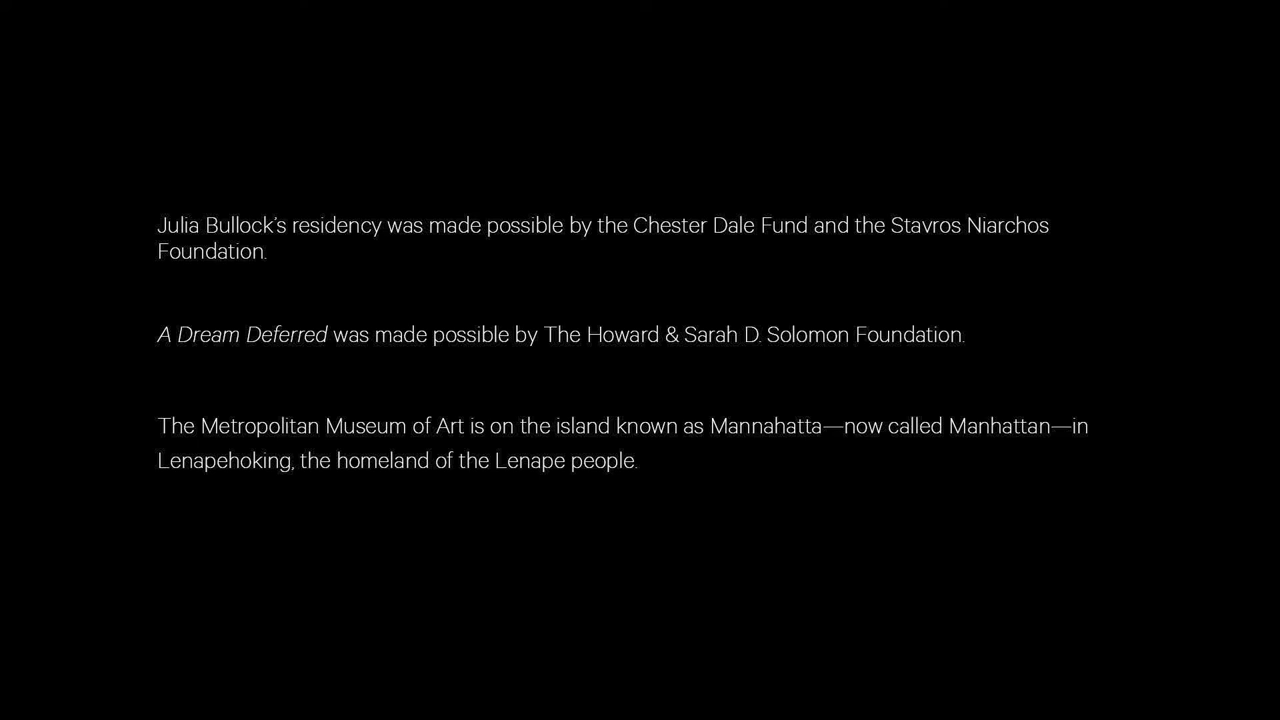 Julia Bullock’s residency was made possible by the Chester Dale Fund and the Stavros Niarchos
Foundation.
A Dream Deferred was made possible by The Howard & Sarah D. Solomon Foundation.
The Metropolitan Museum of Art is on the island known as Mannahatta—now called Manhattan—in
Lenapehoking, the homeland of the Lenape people.